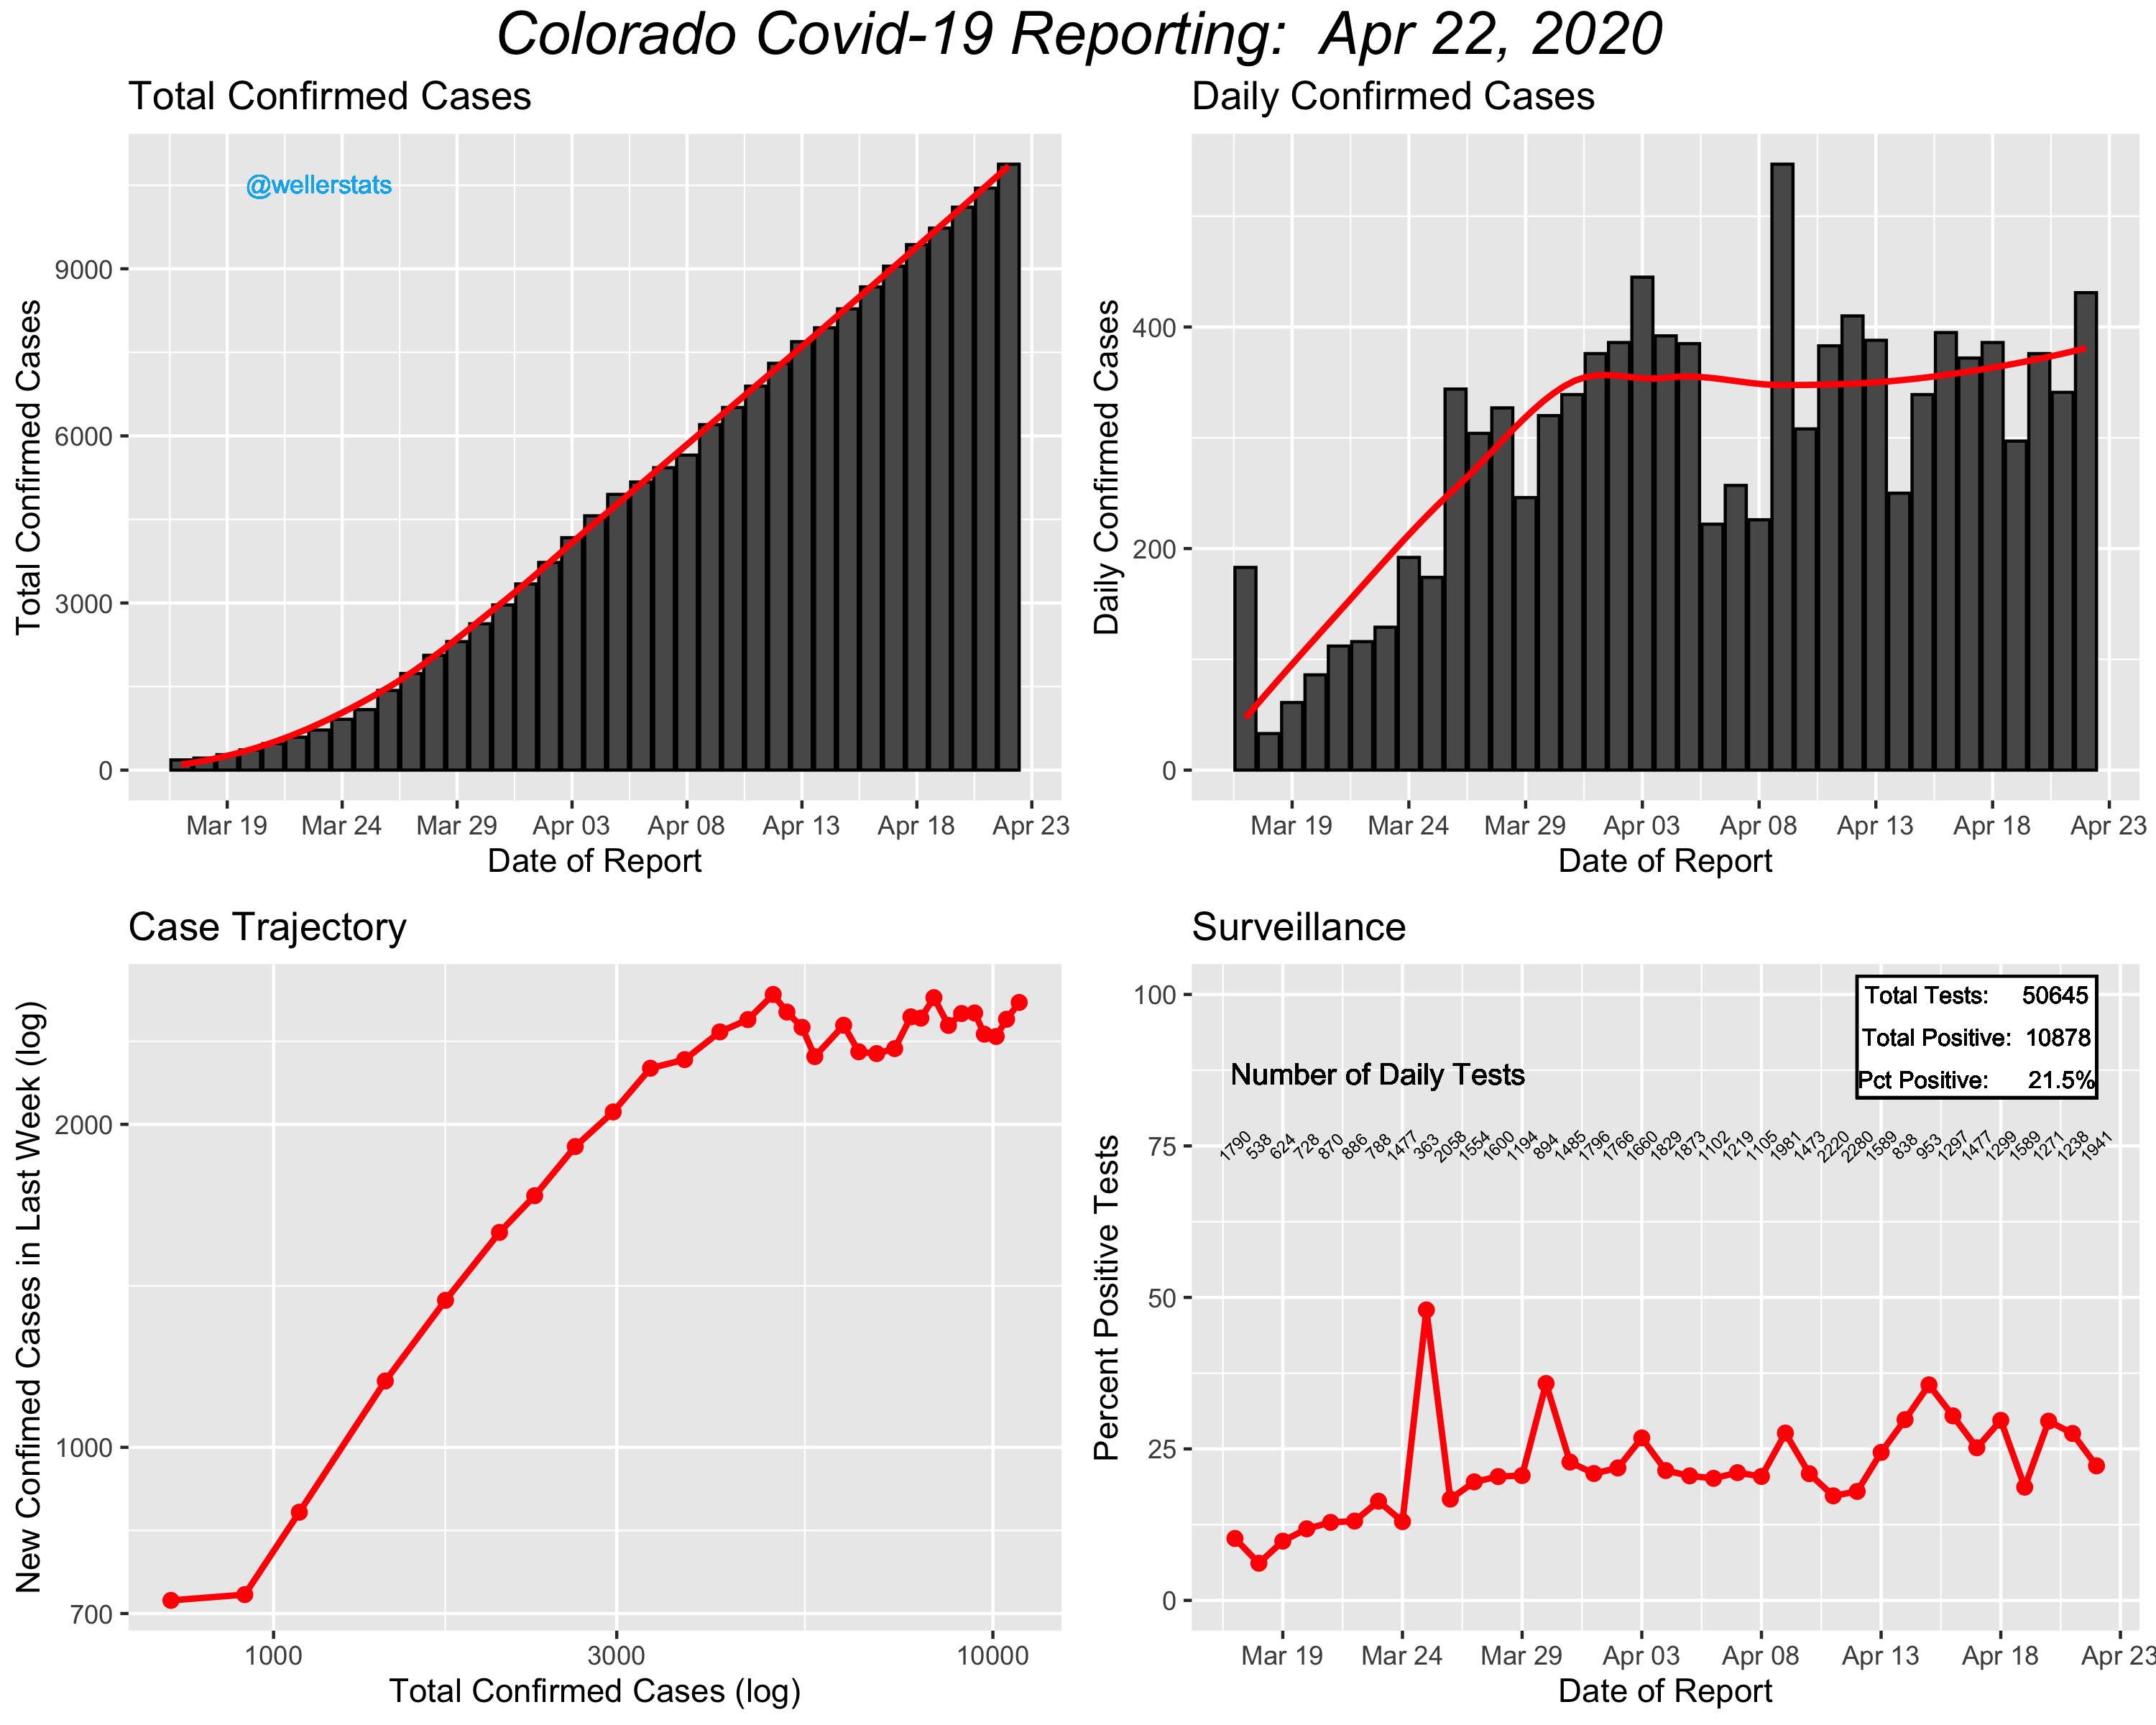 Colorado Covid-19 Reporting:  Apr 22, 2020
Total Confirmed Cases
@wellerstats
Total Confirmed Cases
9000
6000
3000
0
Mar 19 Mar 24 Mar 29 Apr 03 Apr 08 Apr 13 Apr 18 Apr 23
Date of Report
Daily Confirmed Cases
Daily Confirmed Cases
400
200
0
Mar 19 Mar 24 Mar 29 Apr 03 Apr 08 Apr 13 Apr 18 Apr 23
Date of Report
Case Trajectory
New Confimed Cases in Last Week (log)
2000
1000
700
1000 3000 10000
Total Confirmed Cases (log)
Surveillance
Percent Positive Tests
100
75
50
25
0
Total Tests: 50645
Total Positive: 10878
Pct Positive: 21.5%
Number of Daily Tests
1790 538 624 728 870 886 788 1477 363 2058 1554 1600 1194 894 1485 1796 1766 1660 1829 1873 1102 1219 1105 1981 1473 2220 2280 1589 838 953 1297 1477 1299 1589 1271 1238 1941
Mar 19 Mar 24 Mar 29 Apr 03 Apr 08 Apr 13 Apr 18 Apr 23
Date of Report